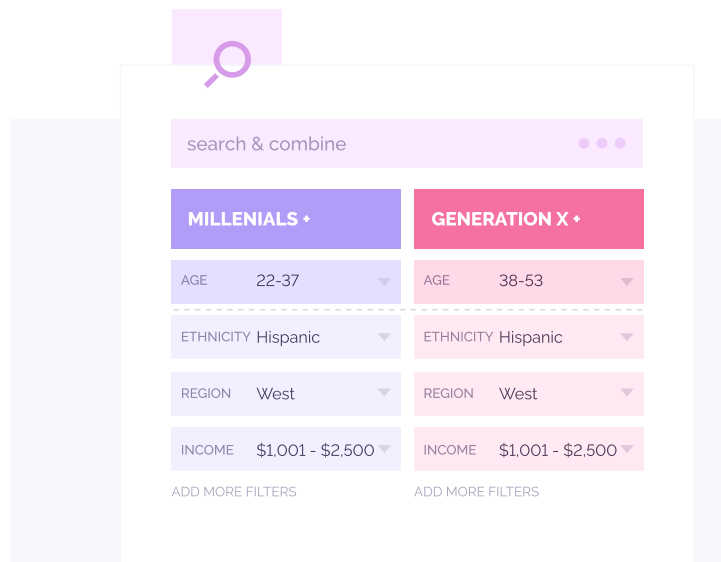 search & combine
MILLENIALS +
GENERATION X +
AGE 22-37
AGE 38-53
ETHNICITY Hispanic
ETHNICITY Hispanic
REGION West
REGION West
INCOME $1,001 - $2,500
INCOME $1,001 - $2,500
ADD MORE FILTERS
ADD MORE FILTERS